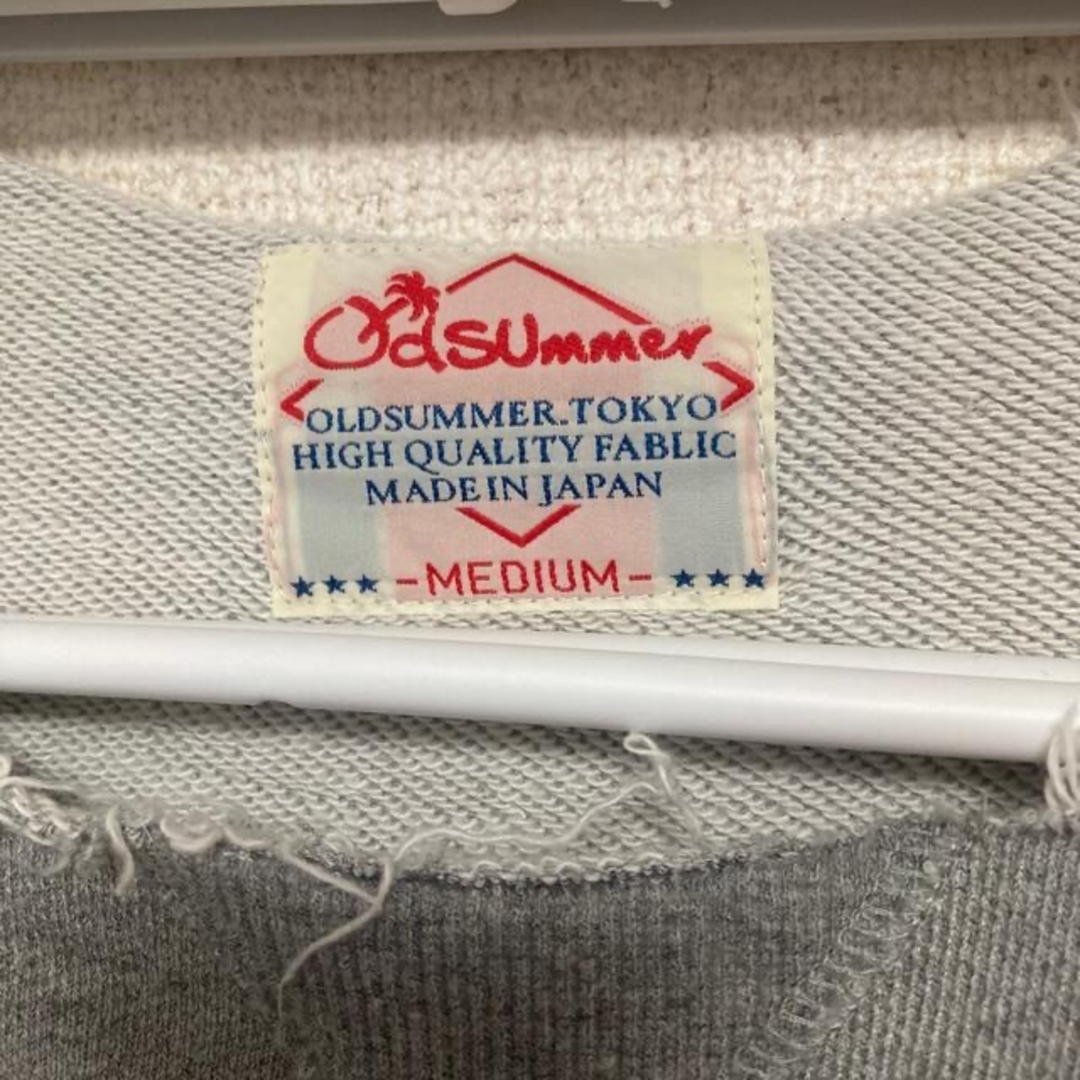 OldSUmmer
OLDSUMMER.TOKYO
HIGH QUALITY FABLIC
MADE IN JAPAN
-MEDIUM-